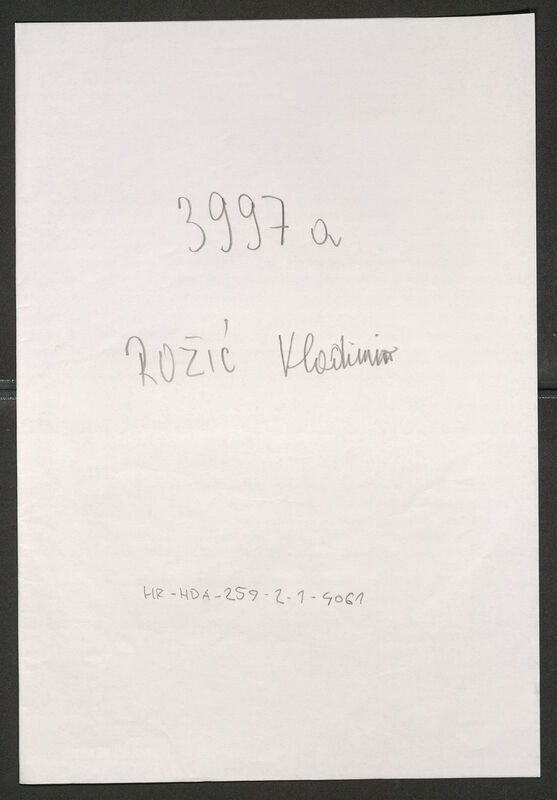 3997 a
ROŽIĆ Vladimir
HR-HDA-259-2-1-4061